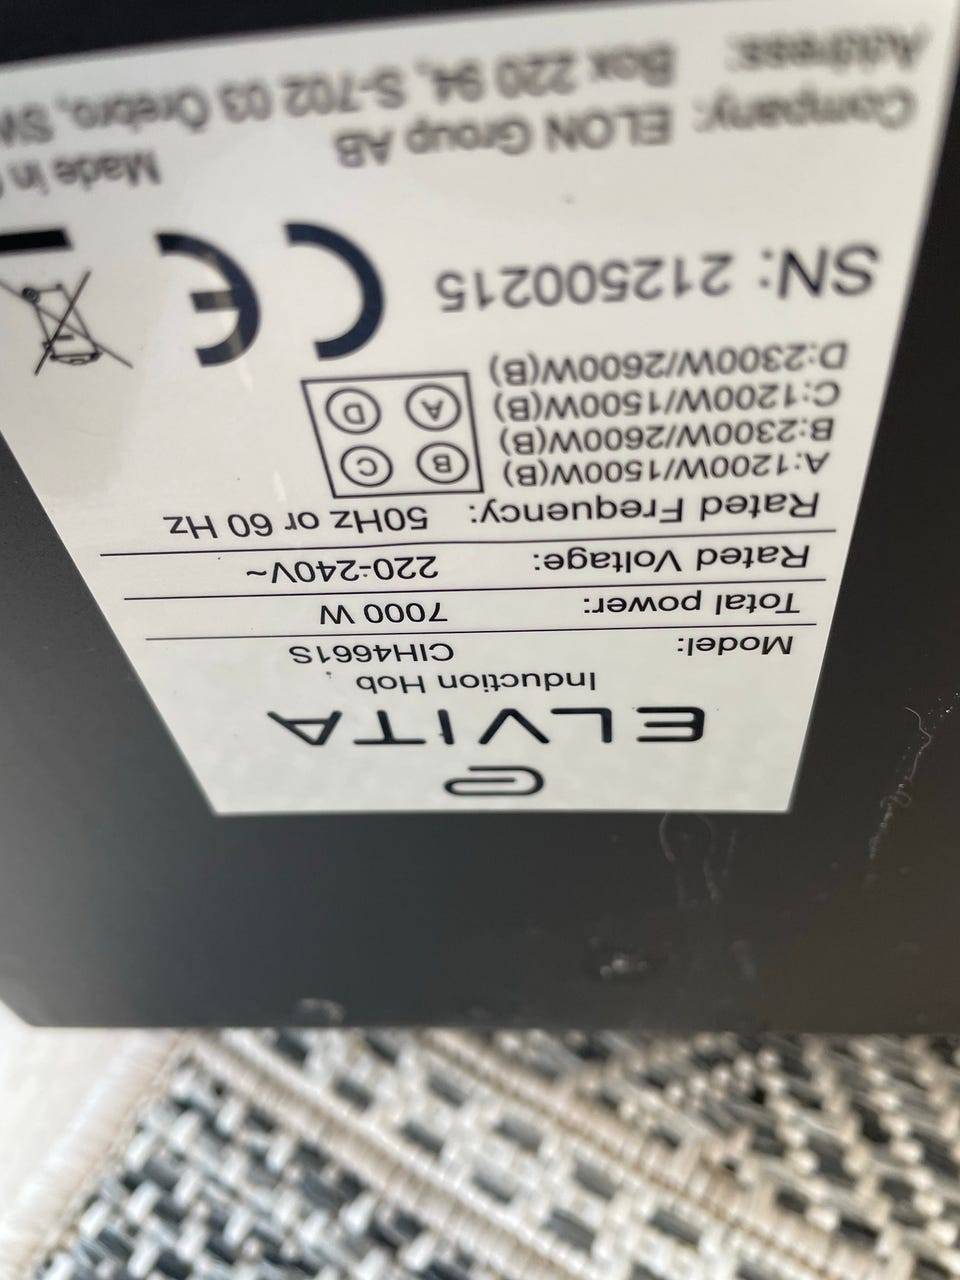 ELVITA
Induction Hob
Model: CIH4661S
Total power: 7000 W
Rated Voltage: 220-240V~
Rated Frequency: 50Hz or 60 Hz
A:1200W/1500W(B)
B:2300W/2600W(B)
C:1200W/1500W(B)
D:2300W/2600W(B)
B C
A D
SN: 212500215
CE
Made in
Company: ELON Group AB
Address: Box 220 94, S-702 03 Örebro,